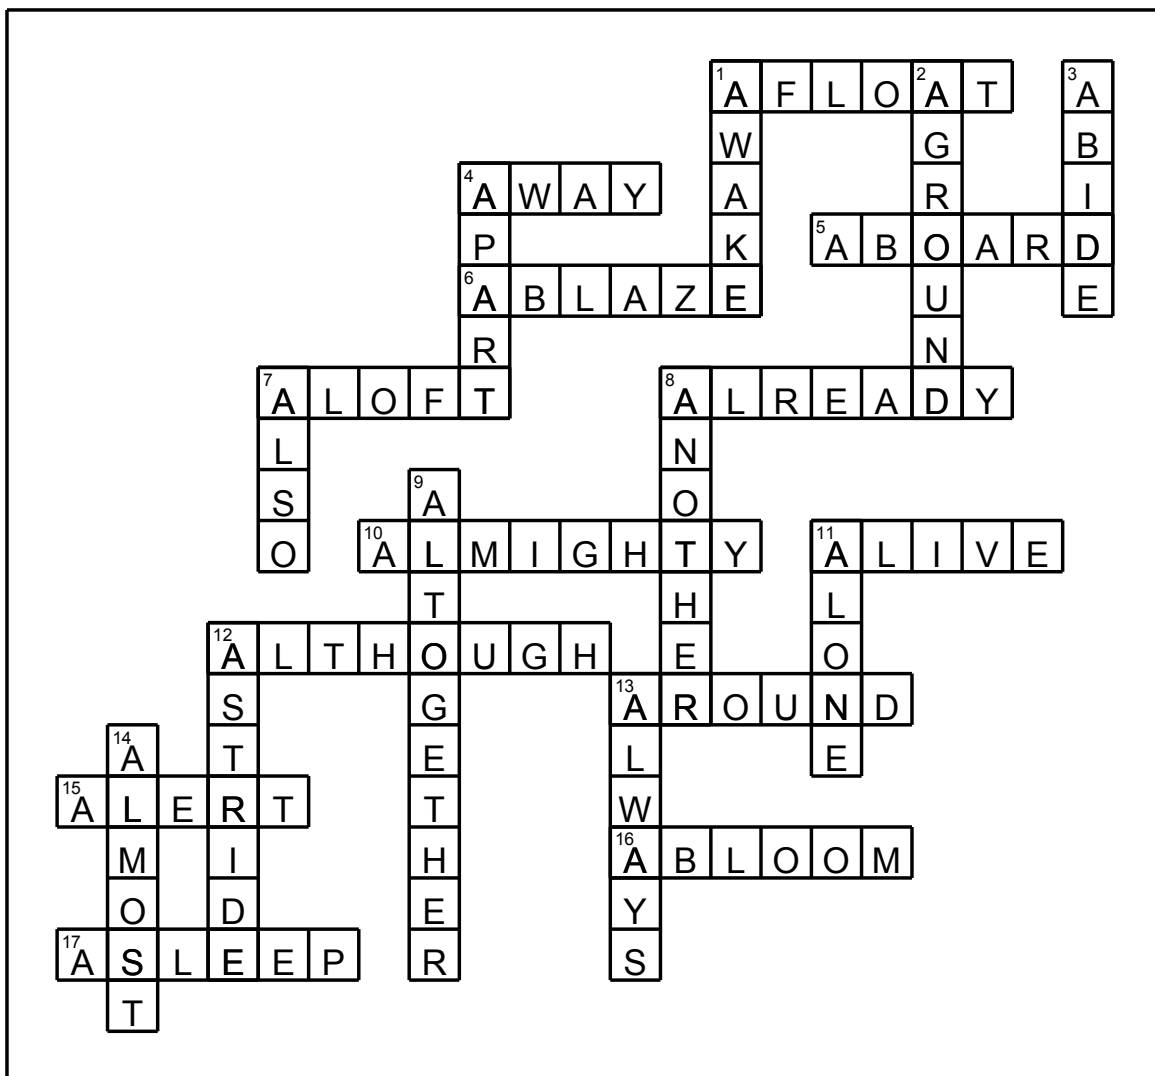 1 A F L O 2 A T 3 A
W G B
4 A W A Y A R I
P K 5 A B O A R D
6 A B L A Z E U E
R N
7 A L O F T 8 A L R E A D Y
L N
S 9 A O
O 10 A L M I G H T Y 11 A L I V E
T H L
12 A L T H O U G H E O
S G 13 A R O U N D
14 A T E L E
15 A L E R T T W
M I H 16 A B L O O M
O D E Y
17 A S L E E P R S
T